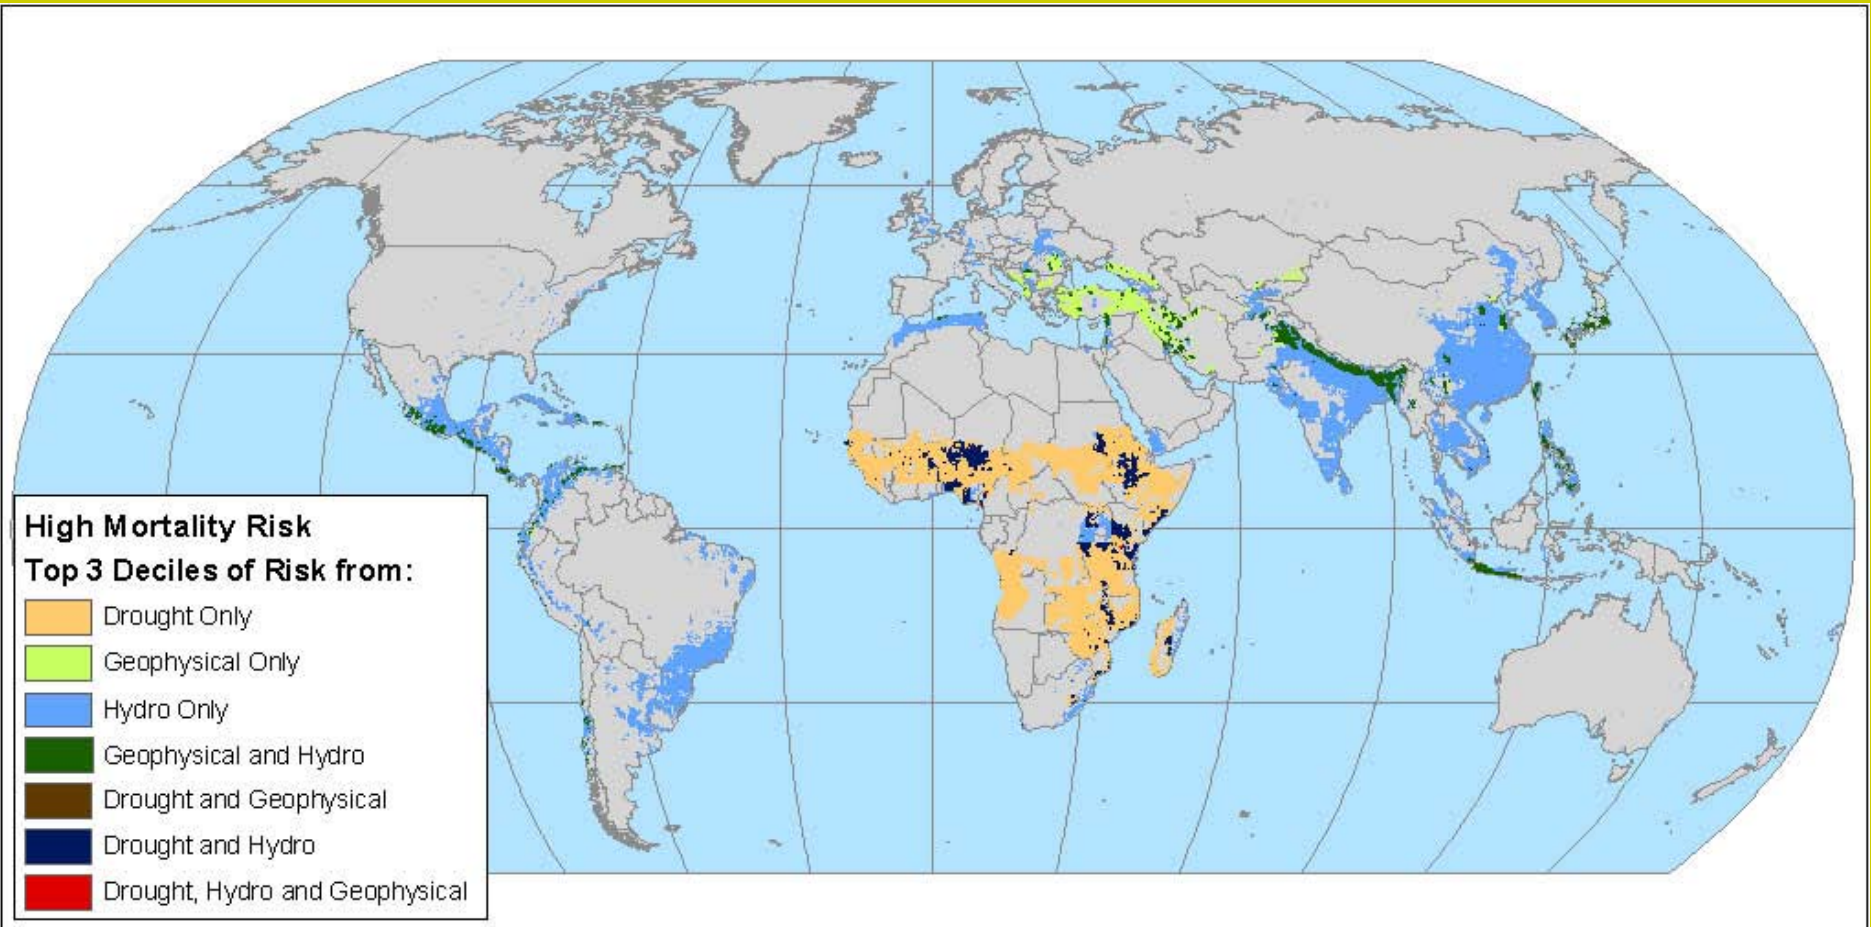 High Mortality Risk
Top 3 Deciles of Risk from:
Drought Only
Geophysical Only
Hydro Only
Geophysical and Hydro
Drought and Geophysical
Drought and Hydro
Drought, Hydro and Geophysical